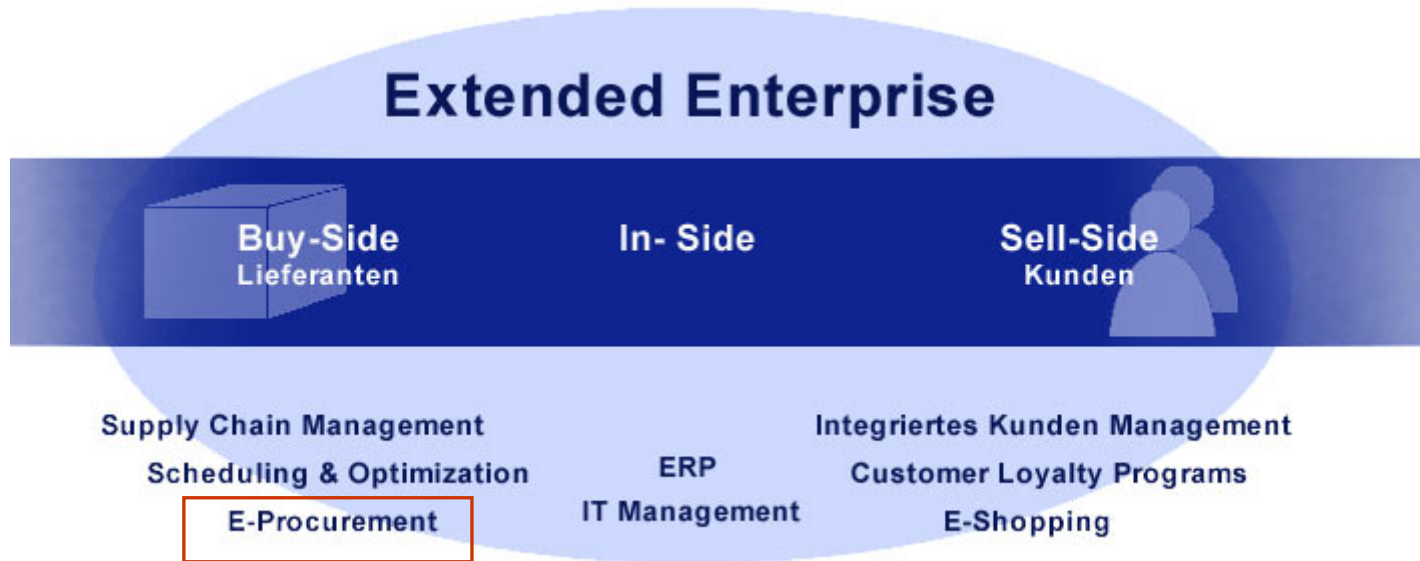 Extended Enterprise
Buy-Side
Lieferanten
In- Side
Sell-Side
Kunden
Supply Chain Management
Scheduling & Optimization
E-Procurement
ERP
IT Management
Integriertes Kunden Management
Customer Loyalty Programs
E-Shopping